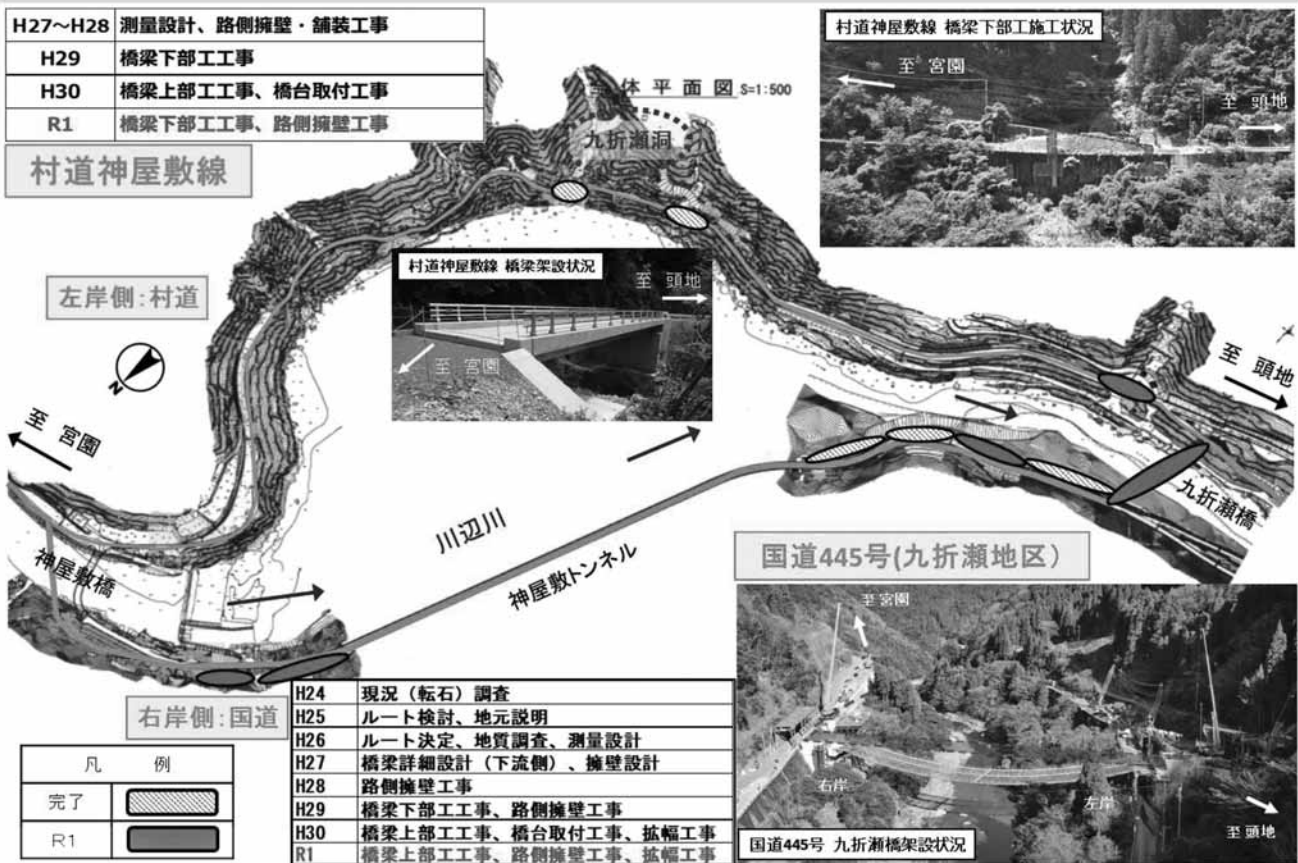 H27～H28 測量設計、路側擁壁・舗装工事
H29 橋梁下部工工事
H30 橋梁上部工工事、橋台取付工事
R1 橋梁下部工工事、路側擁壁工事
村道神屋敷線
体平面図 S=1:500
九折瀬洞
村道神屋敷線 橋梁下部工施工状況
至 宮園
至 頭地
左岸側:村道
N
村道神屋敷線 橋梁架設状況
至 頭地
至 宮園
至 頭地
至 宮園
神屋敷橋
川辺川
神屋敷トンネル
九折瀬橋
国道445号(九折瀬地区)
右岸側:国道
H24 現況（転石）調査
H25 ルート検討、地元説明
H26 ルート決定、地質調査、測量設計
H27 橋梁詳細設計（下流側）、擁壁設計
H28 路側擁壁工事
H29 橋梁下部工工事、路側擁壁工事
H30 橋梁上部工工事、橋台取付工事、拡幅工事
R1 橋梁上部工工事、路側擁壁工事、拡幅工事
凡 例
完了
R1
至 宮園
右岸
左岸
至 頭地
国道445号 九折瀬橋架設状況